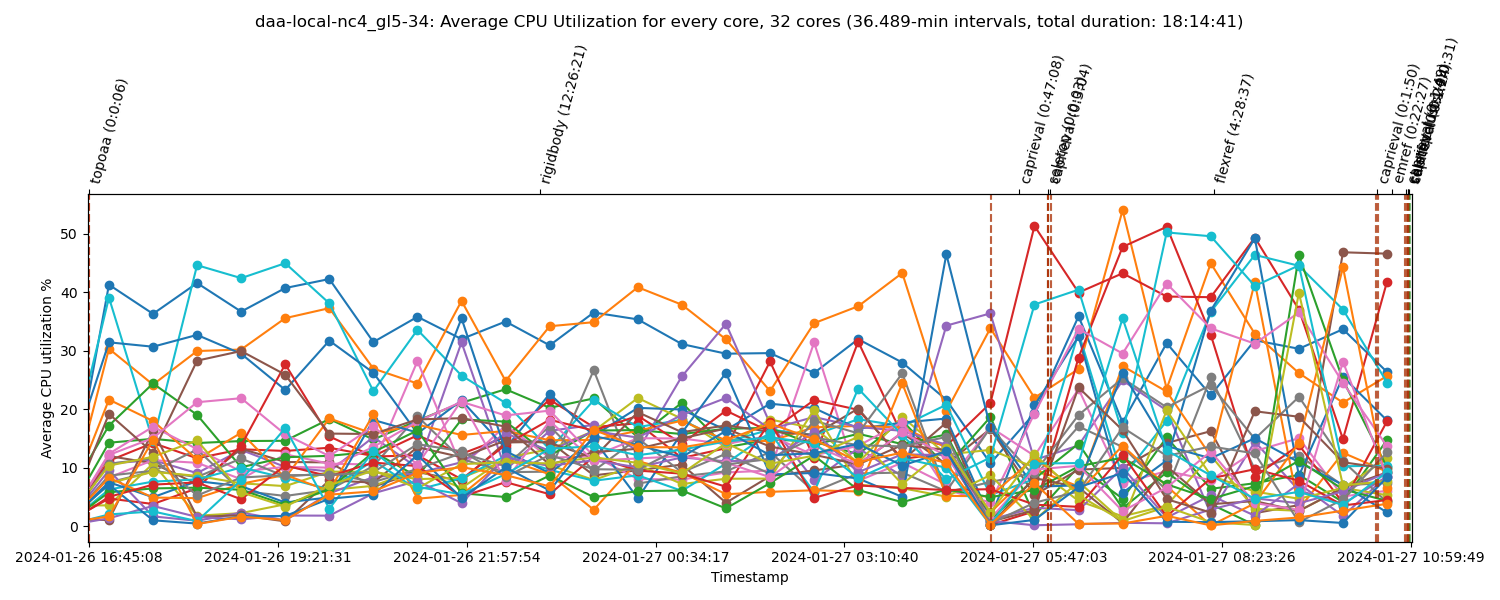 daa-local-nc4_gl5-34: Average CPU Utilization for every core, 32 cores (36.489-min intervals, total duration: 18:14:41)
topoaa (0:0:06)
rigidbody (12:26:21)
caprieval (0:47:08)
flexref (4:28:37)
caprieval (0:1:50)
emref (0:22:27)
Average CPU utilization %
50
40
30
20
10
0
2024-01-26 16:45:08
2024-01-26 19:21:31
2024-01-26 21:57:54
2024-01-27 00:34:17
2024-01-27 03:10:40
2024-01-27 05:47:03
2024-01-27 08:23:26
2024-01-27 10:59:49
Timestamp